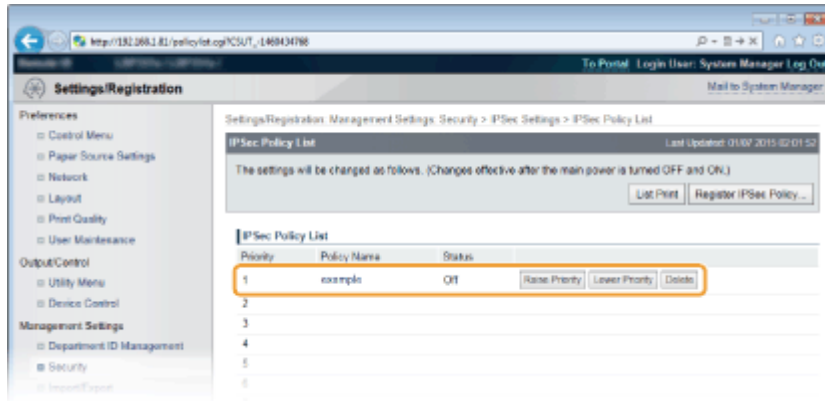 http://192.168.1.81/policylist.cgi?CSUT_-1460434768
To Portal Login User: System Manager Log Ou
Settings/Registration
Mail to System Manager
Preferences
Control Menu
Paper Source Settings
Network
Layout
Print Quality
User Maintenance
Output/Control
Utility Menu
Device Control
Management Settings
Department ID Management
Security
Import/Export
Settings/Registration: Management Settings: Security > IPSec Settings > IPSec Policy List
IPSec Policy List
Last Updated: 01/07 2015 02:01:52
The settings will be changed as follows. (Changes effective after the main power is turned OFF and ON.)
List Print
Register IPSec Policy...
IPSec Policy List
Priority Policy Name Status
1 example Off Raise Priority Lower Priority Delete
2
3
4
5
6